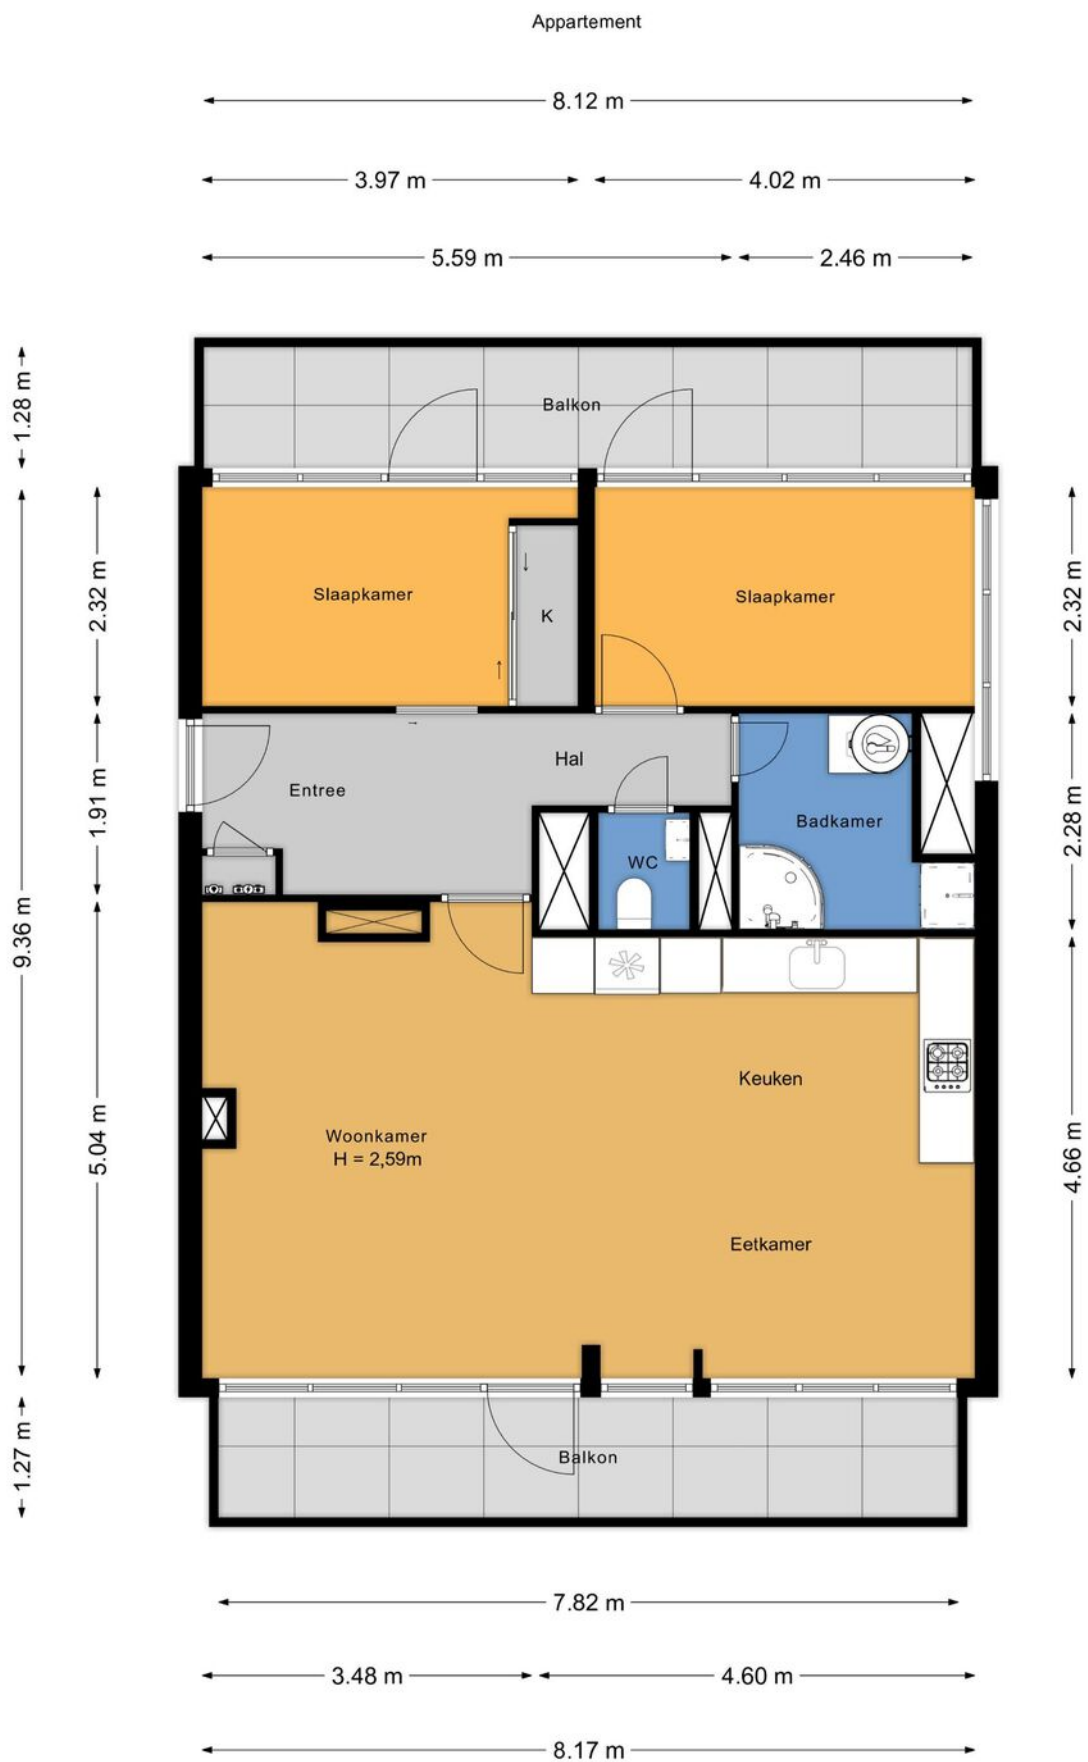 Appartement
8.12 m
3.97 m
4.02 m
5.59 m
2.46 m
1.28 m
Balkon
2.32 m
Slaapkamer
K
Slaapkamer
2.32 m
1.91 m
Entree
Hal
WC
Badkamer
2.28 m
9.36 m
5.04 m
Woonkamer
H = 2,59m
Keuken
Eetkamer
4.66 m
1.27 m
Balkon
7.82 m
3.48 m
4.60 m
8.17 m